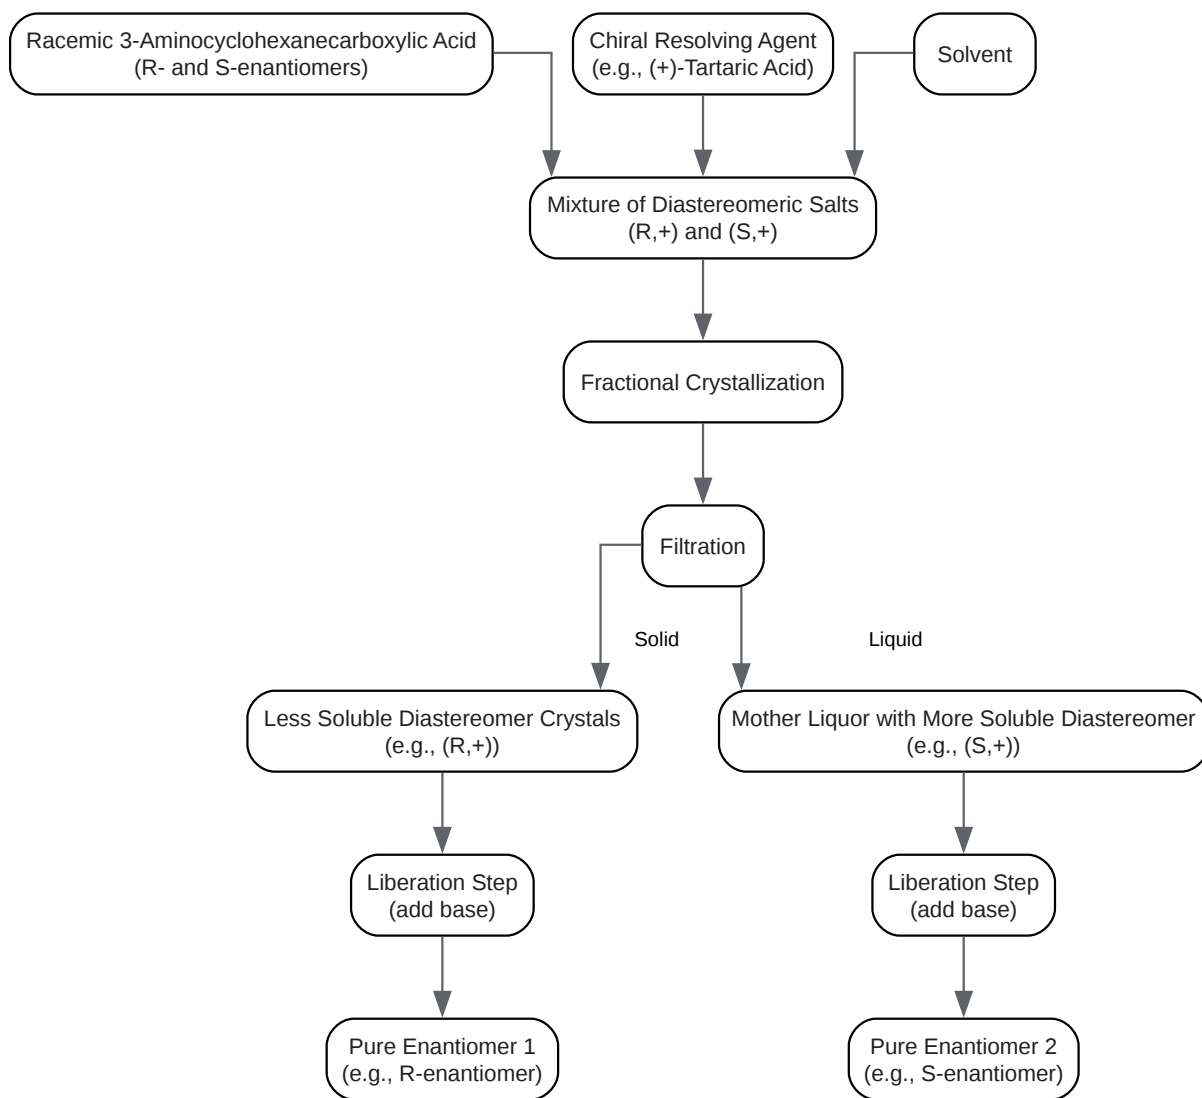 Racemic 3-Aminocyclohexanecarboxylic Acid
(R- and S-enantiomers)
Chiral Resolving Agent
(e.g., (+)-Tartaric Acid)
Solvent
Mixture of Diastereomeric Salts
(R,+) and (S,+)
Fractional Crystallization
Filtration
Solid
Liquid
Less Soluble Diastereomer Crystals
(e.g., (R,+))
Mother Liquor with More Soluble Diastereomer
(e.g., (S,+))
Liberation Step
(add base)
Liberation Step
(add base)
Pure Enantiomer 1
(e.g., R-enantiomer)
Pure Enantiomer 2
(e.g., S-enantiomer)